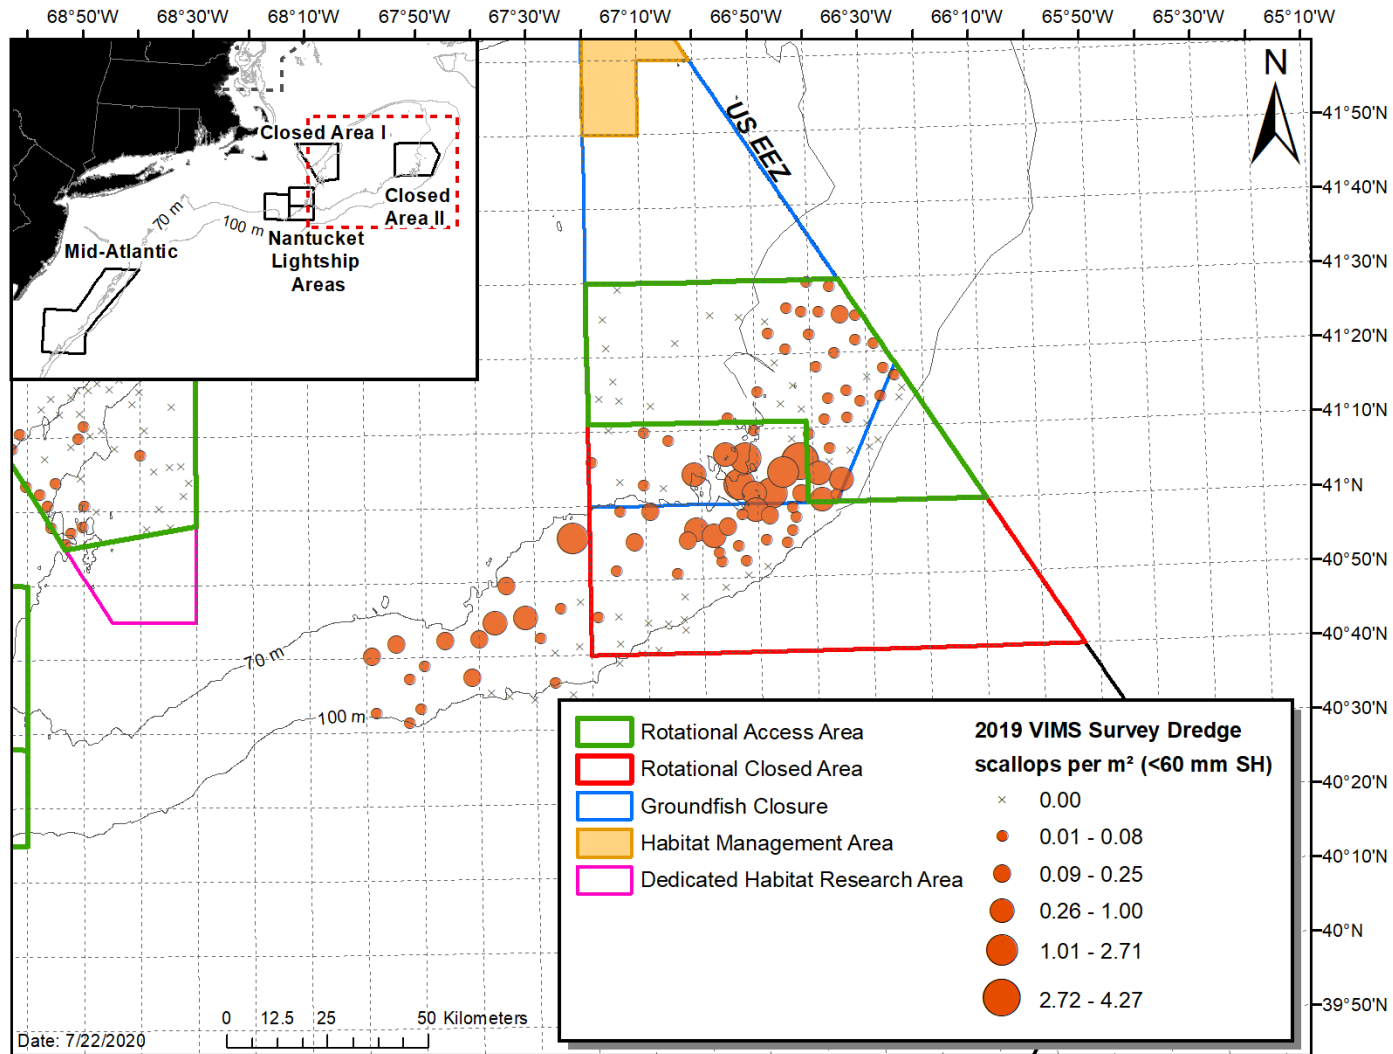 68°50'W 68°30'W 68°10'W 67°50'W 67°30'W 67°10'W 66°50'W 66°30'W 66°10'W 65°50'W 65°30'W 65°10'W
N
41°50'N
41°40'N
41°30'N
41°20'N
41°10'N
41°N
40°50'N
40°40'N
40°30'N
40°20'N
40°10'N
40°N
39°50'N
US EEZ
Closed Area I
Closed
Area II
70 m
100 m
Nantucket
Lightship
Areas
Mid-Atlantic
70 m
100 m
Rotational Access Area
Rotational Closed Area
Groundfish Closure
Habitat Management Area
Dedicated Habitat Research Area
2019 VIMS Survey Dredge
scallops per m² (<60 mm SH)
0.00
0.01 - 0.08
0.09 - 0.25
0.26 - 1.00
1.01 - 2.71
2.72 - 4.27
0 12.5 25 50 Kilometers
Date: 7/22/2020